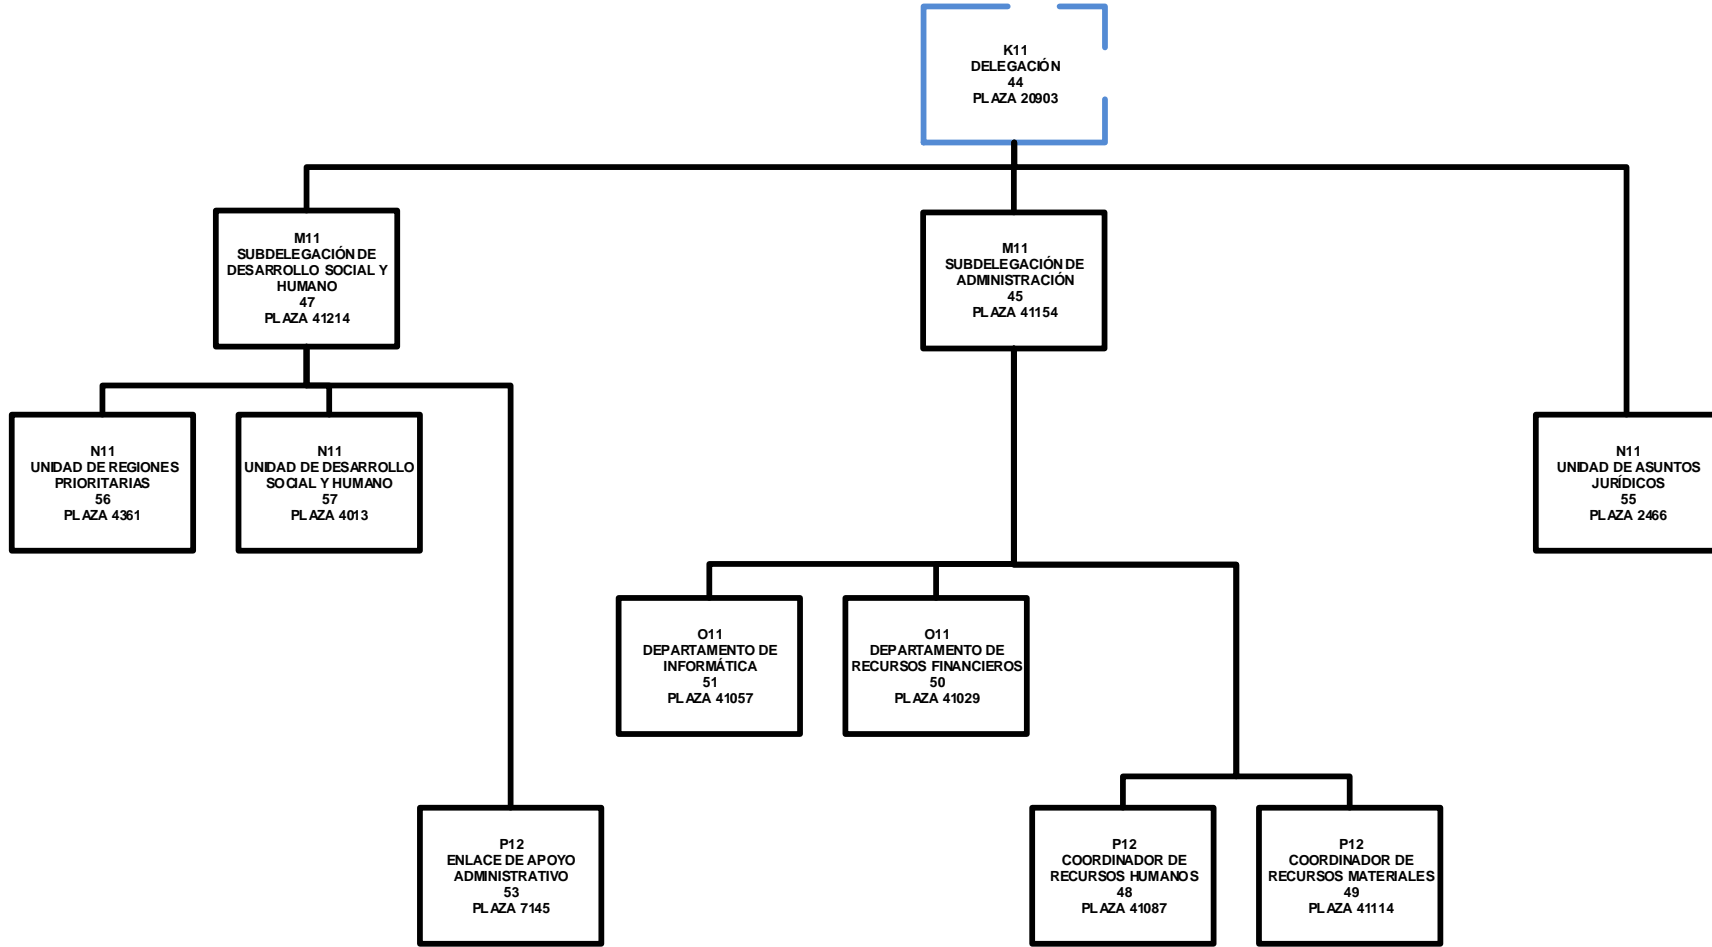 K11
DELEGACIÓN
44
PLAZA 20903
M11
SUBDELEGACIÓN DE
DESARROLLO SOCIAL Y
HUMANO
47
PLAZA 41214
M11
SUBDELEGACIÓN DE
ADMINISTRACIÓN
45
PLAZA 41154
N11
UNIDAD DE REGIONES
PRIORITARIAS
56
PLAZA 4361
N11
UNIDAD DE DESARROLLO
SOCIAL Y HUMANO
57
PLAZA 4013
N11
UNIDAD DE ASUNTOS
JURÍDICOS
55
PLAZA 2466
O11
DEPARTAMENTO DE
INFORMÁTICA
51
PLAZA 41057
O11
DEPARTAMENTO DE
RECURSOS FINANCIEROS
50
PLAZA 41029
P12
ENLACE DE APOYO
ADMINISTRATIVO
53
PLAZA 7145
P12
COORDINADOR DE
RECURSOS HUMANOS
48
PLAZA 41087
P12
COORDINADOR DE
RECURSOS MATERIALES
49
PLAZA 41114